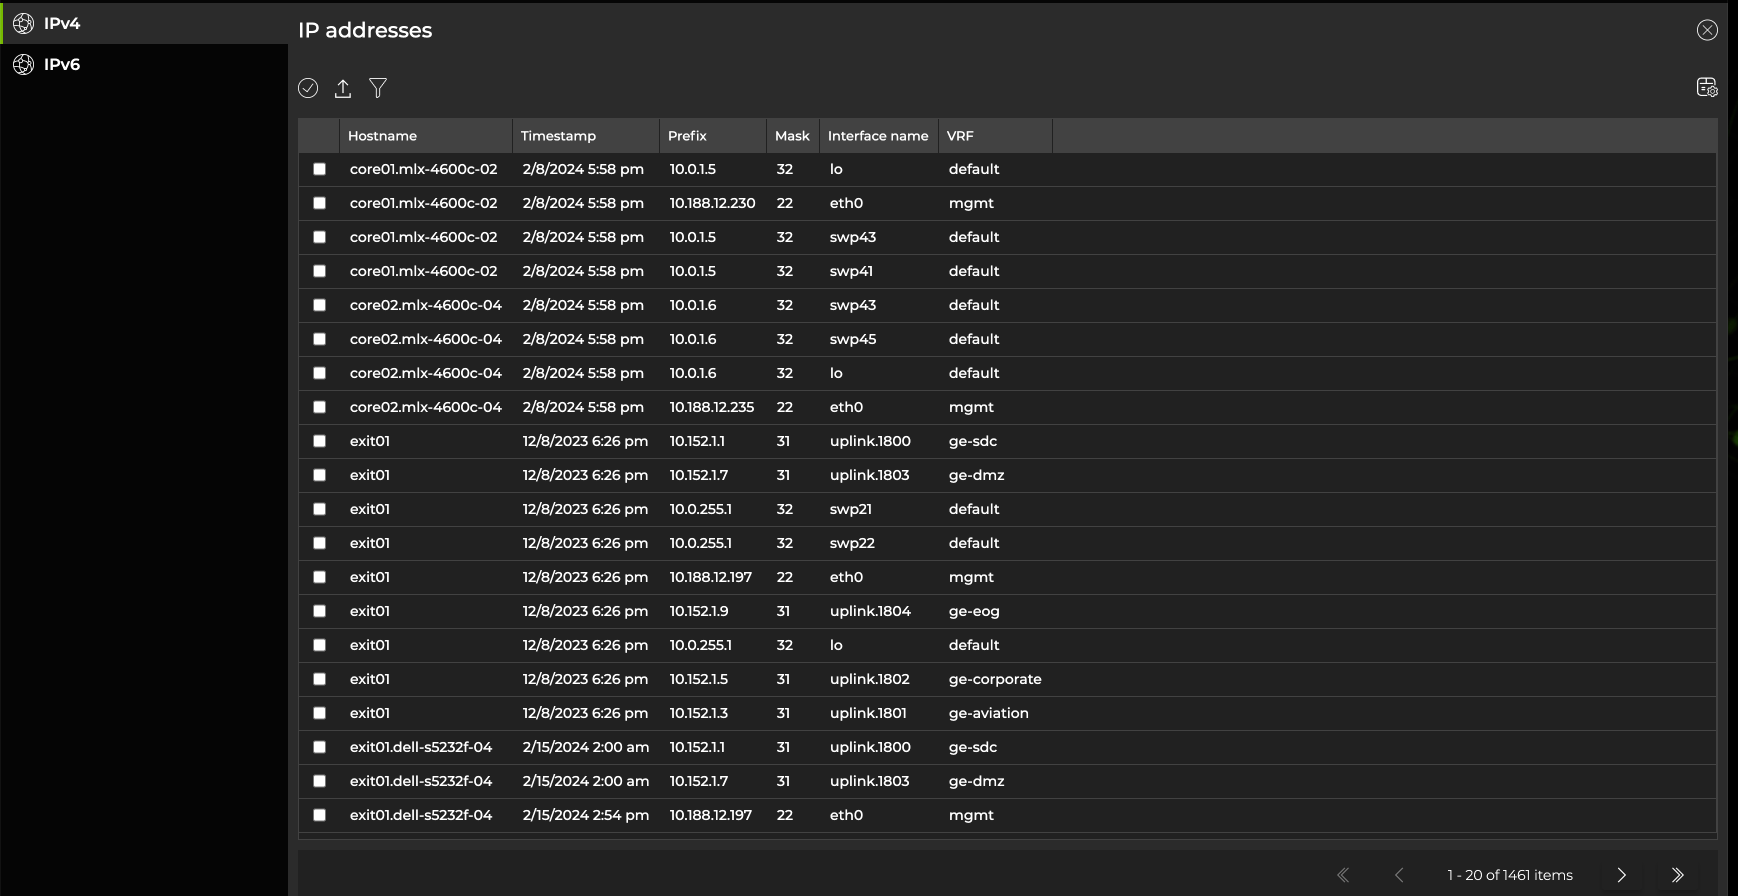 IPv4
IPv6
IP addresses
Hostname Timestamp Prefix Mask Interface name VRF
core01.mlx-4600c-02 2/8/2024 5:58 pm 10.0.1.5 32 lo default
core01.mlx-4600c-02 2/8/2024 5:58 pm 10.188.12.230 22 eth0 mgmt
core01.mlx-4600c-02 2/8/2024 5:58 pm 10.0.1.5 32 swp43 default
core01.mlx-4600c-02 2/8/2024 5:58 pm 10.0.1.5 32 swp41 default
core02.mlx-4600c-04 2/8/2024 5:58 pm 10.0.1.6 32 swp43 default
core02.mlx-4600c-04 2/8/2024 5:58 pm 10.0.1.6 32 swp45 default
core02.mlx-4600c-04 2/8/2024 5:58 pm 10.0.1.6 32 lo default
core02.mlx-4600c-04 2/8/2024 5:58 pm 10.188.12.235 22 eth0 mgmt
exit01 12/8/2023 6:26 pm 10.152.1.1 31 uplink.1800 ge-sdc
exit01 12/8/2023 6:26 pm 10.152.1.7 31 uplink.1803 ge-dmz
exit01 12/8/2023 6:26 pm 10.0.255.1 32 swp21 default
exit01 12/8/2023 6:26 pm 10.0.255.1 32 swp22 default
exit01 12/8/2023 6:26 pm 10.188.12.197 22 eth0 mgmt
exit01 12/8/2023 6:26 pm 10.152.1.9 31 uplink.1804 ge-eog
exit01 12/8/2023 6:26 pm 10.0.255.1 32 lo default
exit01 12/8/2023 6:26 pm 10.152.1.5 31 uplink.1802 ge-corporate
exit01 12/8/2023 6:26 pm 10.152.1.3 31 uplink.1801 ge-aviation
exit01.dell-s5232f-04 2/15/2024 2:00 am 10.152.1.1 31 uplink.1800 ge-sdc
exit01.dell-s5232f-04 2/15/2024 2:00 am 10.152.1.7 31 uplink.1803 ge-dmz
exit01.dell-s5232f-04 2/15/2024 2:54 pm 10.188.12.197 22 eth0 mgmt
1 - 20 of 1461 items